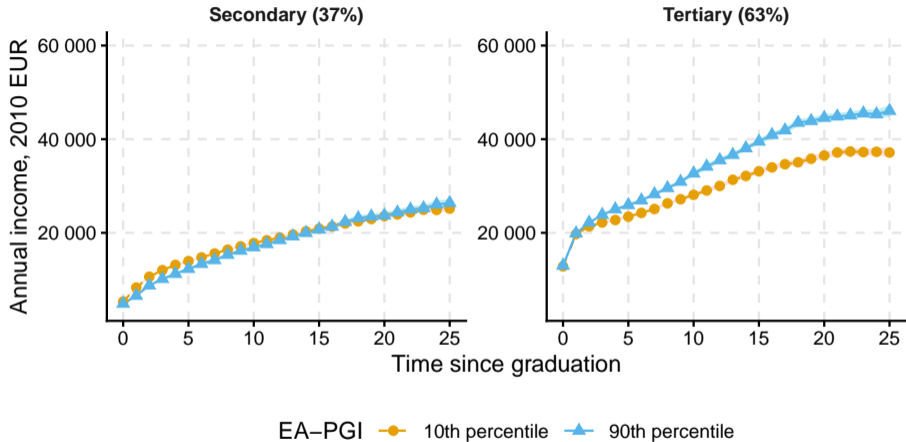 Secondary (37%)
Tertiary (63%)
Annual income, 2010 EUR
60 000
40 000
20 000
0 5 10 15 20 25
60 000
40 000
20 000
0 5 10 15 20 25
Time since graduation
EA–PGI 10th percentile 90th percentile